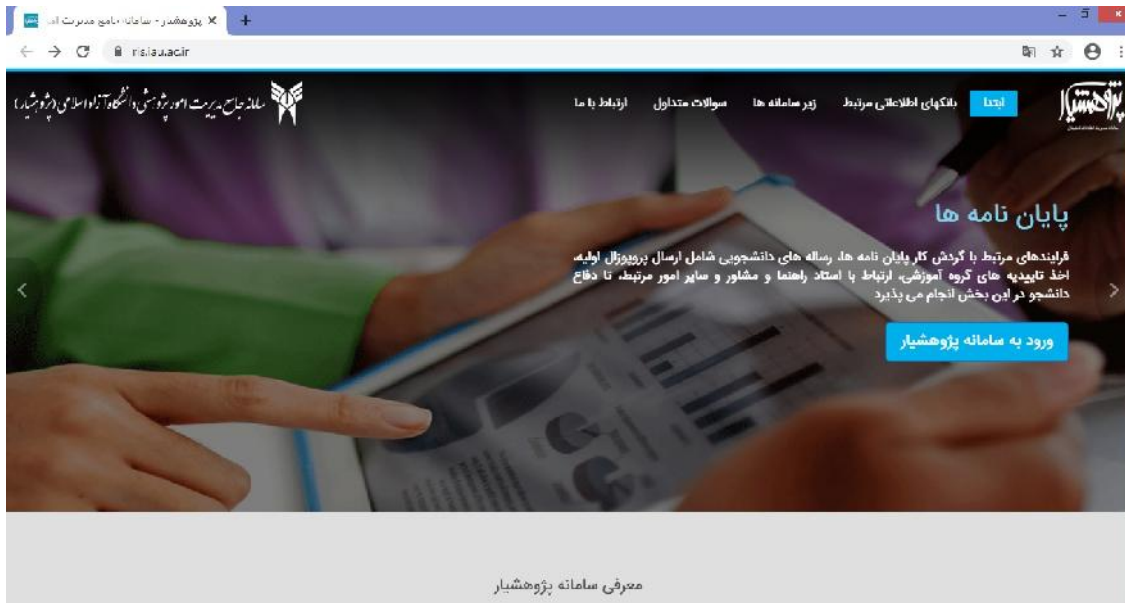 پژوهشیار - سامانه جامع مدیریت امو
ris.iau.ac.ir
سامانه جامع مدیریت امور پژوهشی دانشگاه آزاد اسلامی (پژوهشیار)
پژوهشیار
ابتدا بانکهای اطلاعاتی مرتبط زیر سامانه ها سوالات متداول ارتباط با ما
پایان نامه ها
فرایندهای مرتبط با گردش کار پایان نامه ها، رساله های دانشجویی شامل ارسال پروپوزال اولیه،
اخذ تاییدیه های گروه آموزشی، ارتباط با استاد راهنما و مشاور و سایر امور مرتبط، تا دفاع
دانشجو در این بخش انجام می پذیرد
ورود به سامانه پژوهشیار
معرفی سامانه پژوهشیار